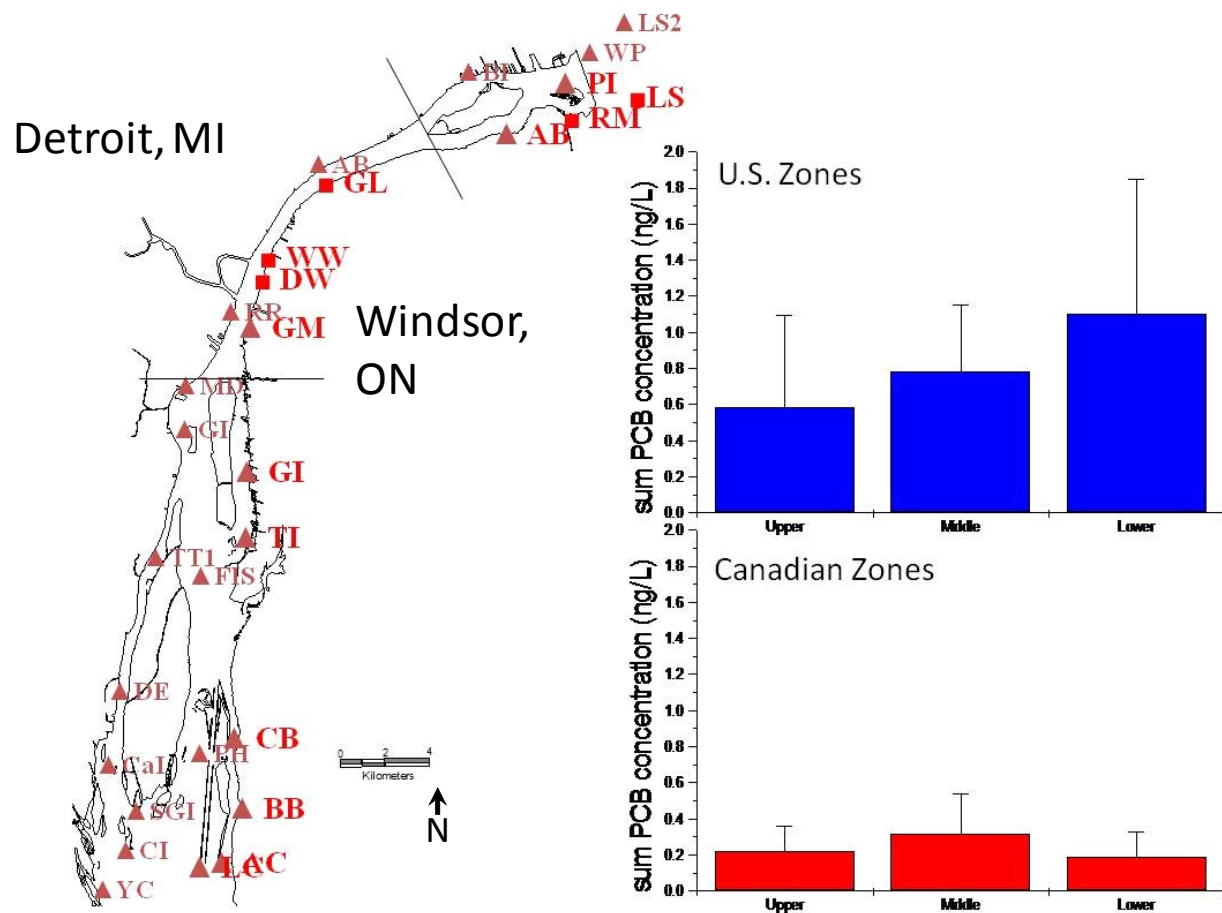 LS2
WP
BI
PI
LS
RM
AB
Detroit, MI
AB
GL
WW
DW
RR
GM
Windsor,
ON
MD
GI
GI
TI
TT1
FIS
DE
CB
PH
CaI
BB
SGI
CI
LC
AC
YC
0 2 4
Kilometers
N
U.S. Zones
sum PCB concentration (ng/L)
2.0
1.8
1.6
1.4
1.2
1.0
0.8
0.6
0.4
0.2
0.0
Upper Middle Lower
Canadian Zones
sum PCB concentration (ng/L)
2.0
1.8
1.6
1.4
1.2
1.0
0.8
0.6
0.4
0.2
0.0
Upper Middle Lower